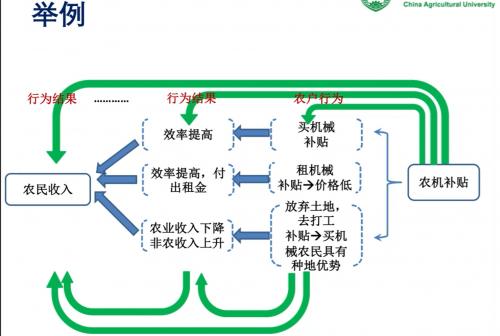 举例
China Agricultural University
行为结果 ………… 行为结果 农户行为
效率提高
买机械
补贴
农民收入
效率提高，付
出租金
租机械
补贴→价格低
农机补贴
农业收入下降
非农收入上升
放弃土地，
去打工
补贴→买机
械农民具有
种地优势